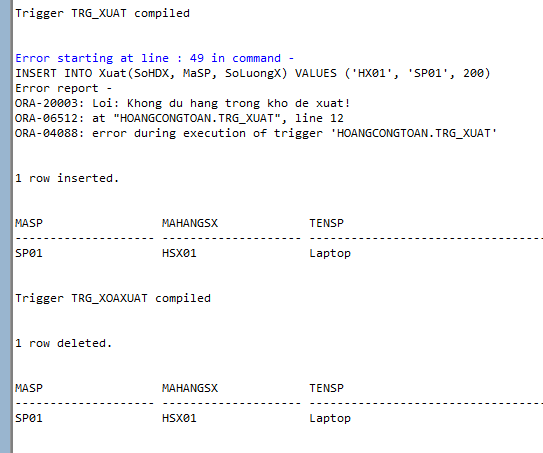 Trigger TRG_XUAT compiled
Error starting at line : 49 in command -
INSERT INTO Xuat(SoHDX, MaSP, SoLuongX) VALUES ('HX01', 'SP01', 200)
Error report -
ORA-20003: Loi: Khong du hang trong kho de xuat!
ORA-06512: at "HOANGCONGTOAN.TRG_XUAT", line 12
ORA-04088: error during execution of trigger 'HOANGCONGTOAN.TRG_XUAT'
1 row inserted.
MASP MAHANGSX TENSP
-------------------- -------------------- ----------------------------------
SP01 HSX01 Laptop
Trigger TRG_XOAXUAT compiled
1 row deleted.
MASP MAHANGSX TENSP
-------------------- -------------------- ----------------------------------
SP01 HSX01 Laptop